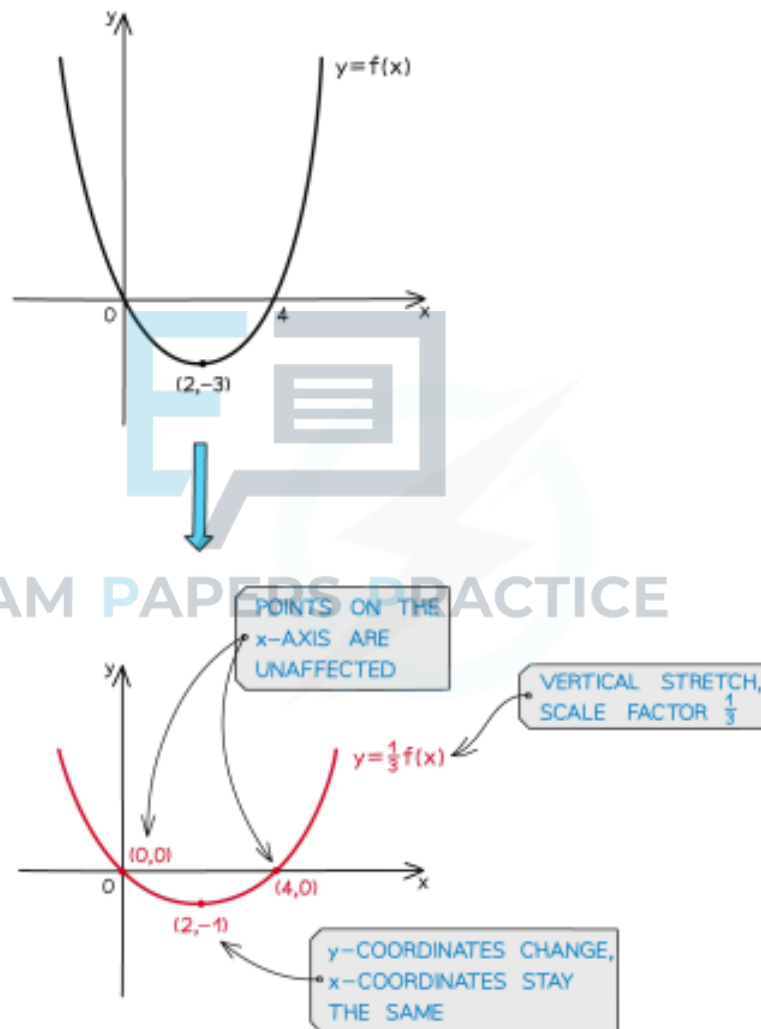 y
y=f(x)
0
4
x
(2,-3)
AM PAPERS PRACTICE
POINTS ON THE
x-AXIS ARE
UNAFFECTED
y
VERTICAL STRETCH,
SCALE FACTOR 1/3
y=1/3f(x)
(0,0)
0
(4,0)
x
(2,-1)
y-COORDINATES CHANGE,
x-COORDINATES STAY
THE SAME